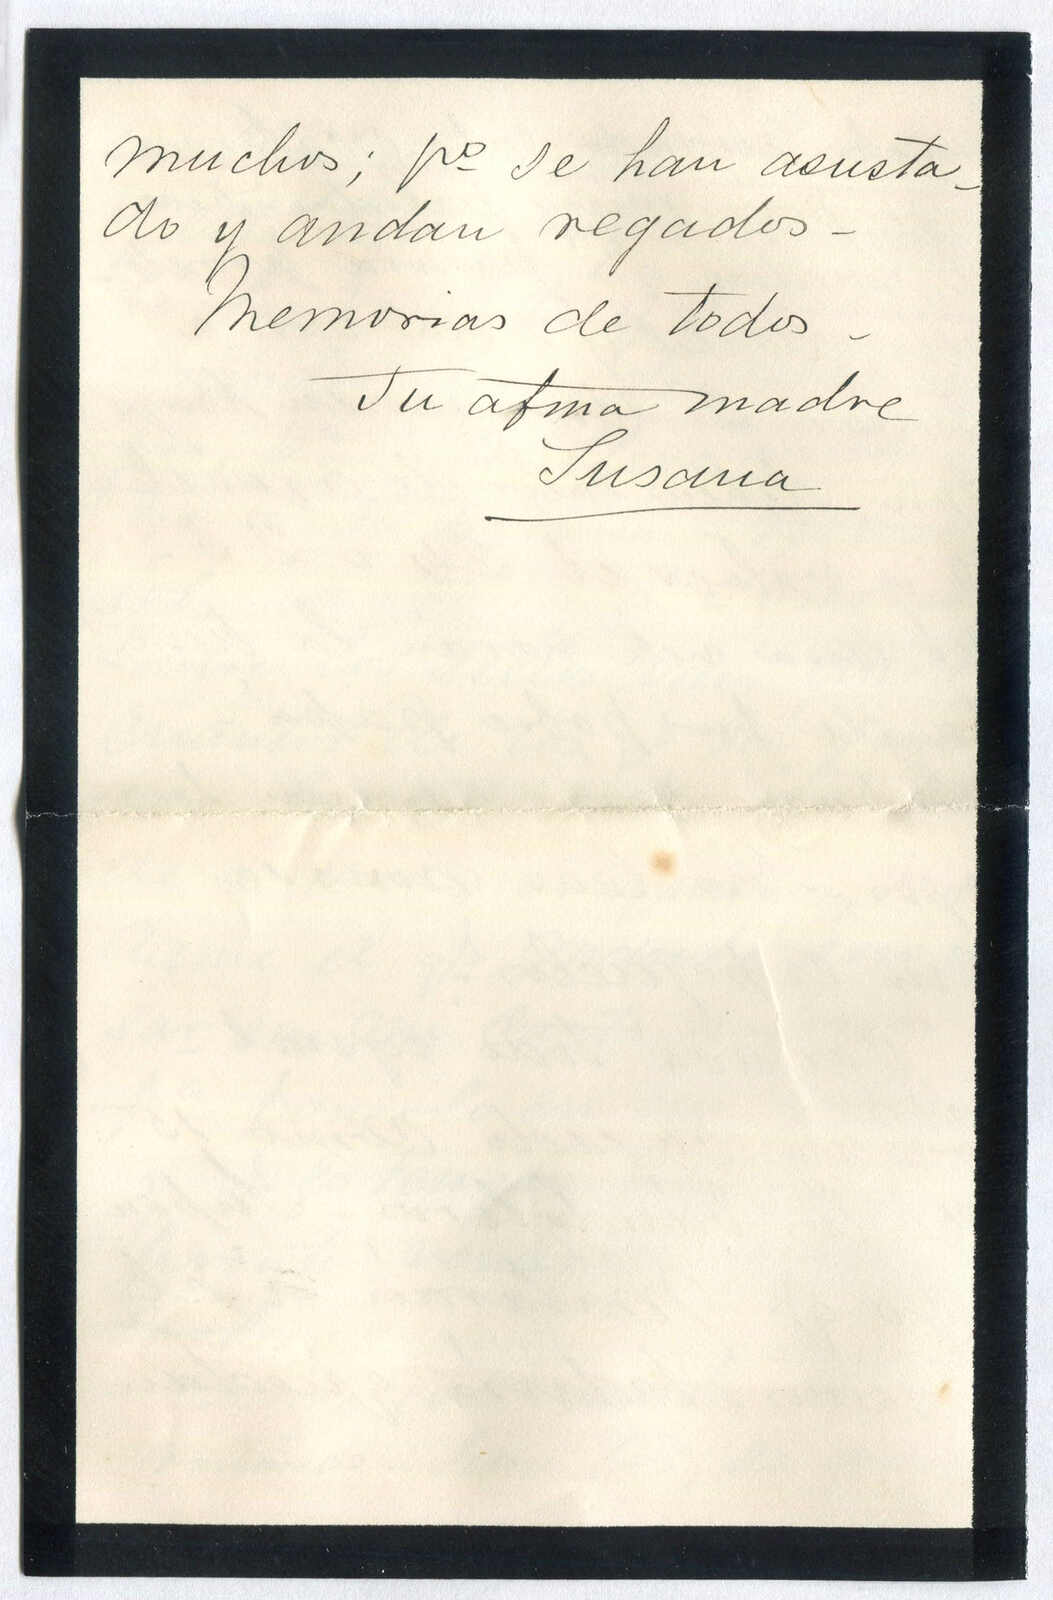 muchos; pº se han asusta-
do y andan regados-
Memorias de todos-
Tu afma madre
Susana